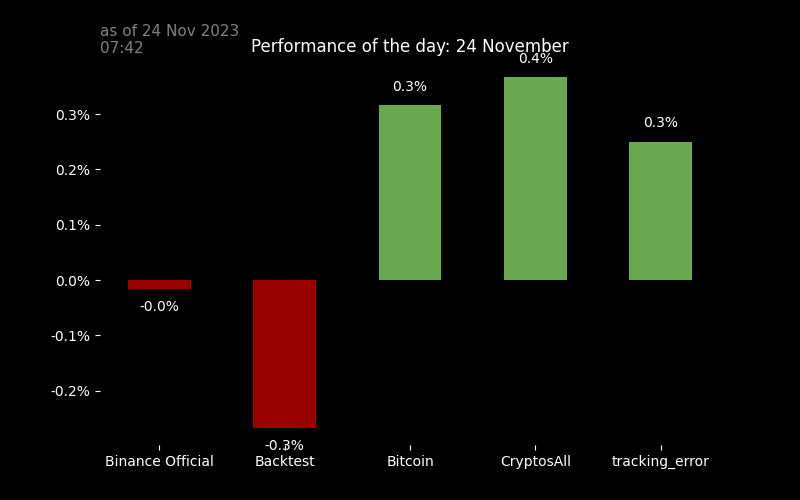 as of 24 Nov 2023
07:42
Performance of the day: 24 November
0.4%
0.3%
0.3%
0.3%
0.2%
0.1%
0.0%
-0.0%
-0.1%
-0.2%
-0.3%
Binance Official
Backtest
Bitcoin
CryptosAll
tracking_error